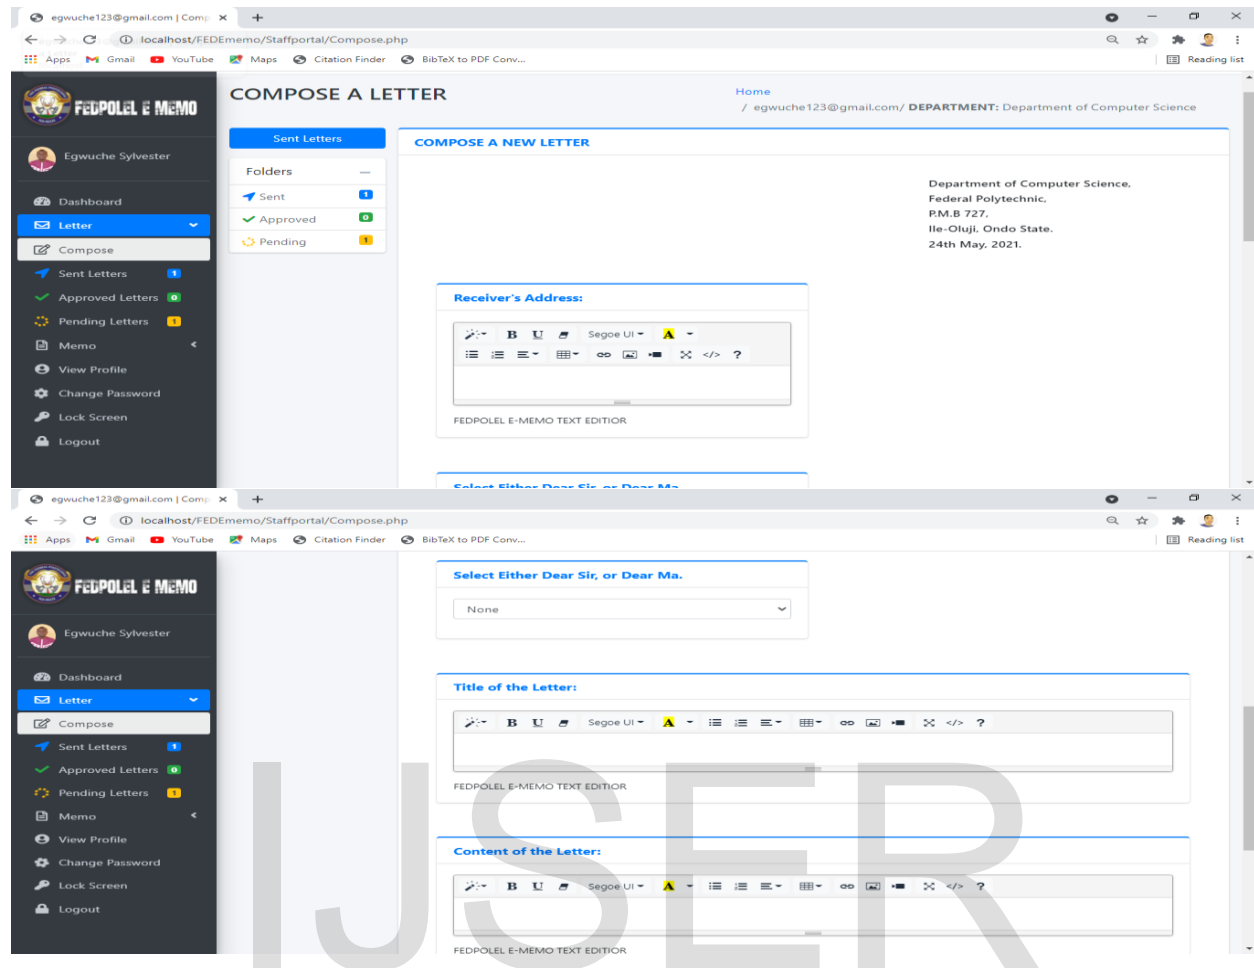 egwuche123@gmail.com | Comp
localhost/FEDEmemo/Staffportal/Compose.php
Apps Gmail YouTube Maps Citation Finder BibTeX to PDF Conv... Reading list
FEDPOLEL E MEMO
Egwuche Sylvester
Dashboard
Letter
Compose
Sent Letters 1
Approved Letters 0
Pending Letters 1
Memo
View Profile
Change Password
Lock Screen
Logout
COMPOSE A LETTER
Home
/ egwuche123@gmail.com/ DEPARTMENT: Department of Computer Science
Sent Letters
Folders
Sent 1
Approved 0
Pending 1
COMPOSE A NEW LETTER
Department of Computer Science,
Federal Polytechnic,
P.M.B 727,
Ile-Oluji, Ondo State.
24th May, 2021.
Receiver's Address:
B U Segoe UI A
</> ?
FEDPOLEL E-MEMO TEXT EDITIOR
Select Either Dear Sir, or Dear Ma.
egwuche123@gmail.com | Comp
localhost/FEDEmemo/Staffportal/Compose.php
Apps Gmail YouTube Maps Citation Finder BibTeX to PDF Conv... Reading list
FEDPOLEL E MEMO
Egwuche Sylvester
Dashboard
Letter
Compose
Sent Letters 1
Approved Letters 0
Pending Letters 1
Memo
View Profile
Change Password
Lock Screen
Logout
Select Either Dear Sir, or Dear Ma.
None
Title of the Letter:
B U Segoe UI A </> ?
FEDPOLEL E-MEMO TEXT EDITIOR
Content of the Letter:
B U Segoe UI A </> ?
FEDPOLEL E-MEMO TEXT EDITIOR
IJSER